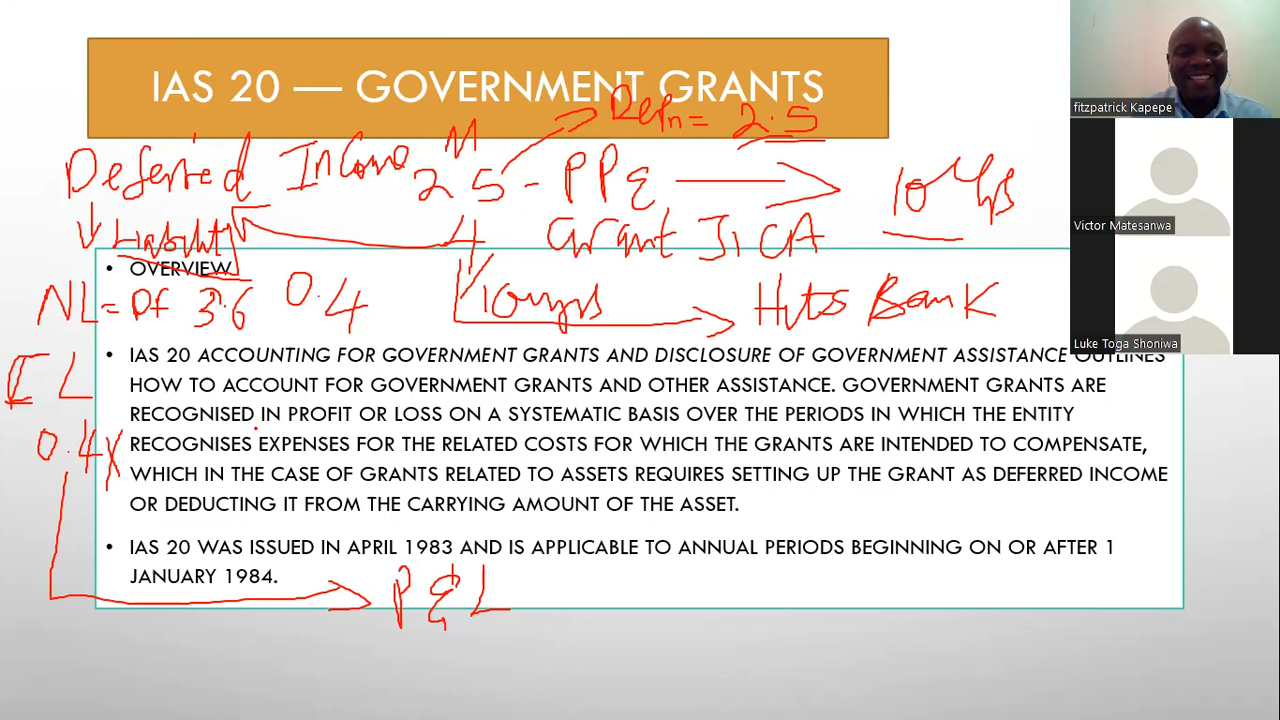 IAS 20 — GOVERNMENT GRANTS
Depn = 2.5
Deferred Income 25 M - PPE 10 yrs
Liability 4 Grant JICA
• OVERVIEW
NL = Df 3.6 0.4 1/10 yrs Hits Bank
• IAS 20 ACCOUNTING FOR GOVERNMENT GRANTS AND DISCLOSURE OF GOVERNMENT ASSISTANCE OUTLINES
HOW TO ACCOUNT FOR GOVERNMENT GRANTS AND OTHER ASSISTANCE. GOVERNMENT GRANTS ARE
RECOGNISED IN PROFIT OR LOSS ON A SYSTEMATIC BASIS OVER THE PERIODS IN WHICH THE ENTITY
RECOGNISES EXPENSES FOR THE RELATED COSTS FOR WHICH THE GRANTS ARE INTENDED TO COMPENSATE,
WHICH IN THE CASE OF GRANTS RELATED TO ASSETS REQUIRES SETTING UP THE GRANT AS DEFERRED INCOME
OR DEDUCTING IT FROM THE CARRYING AMOUNT OF THE ASSET.
CL
0.4
• IAS 20 WAS ISSUED IN APRIL 1983 AND IS APPLICABLE TO ANNUAL PERIODS BEGINNING ON OR AFTER 1
JANUARY 1984.
P & L
fitzpatrick Kapepe
Victor Matesanwa
Luke Toga Shoniwa